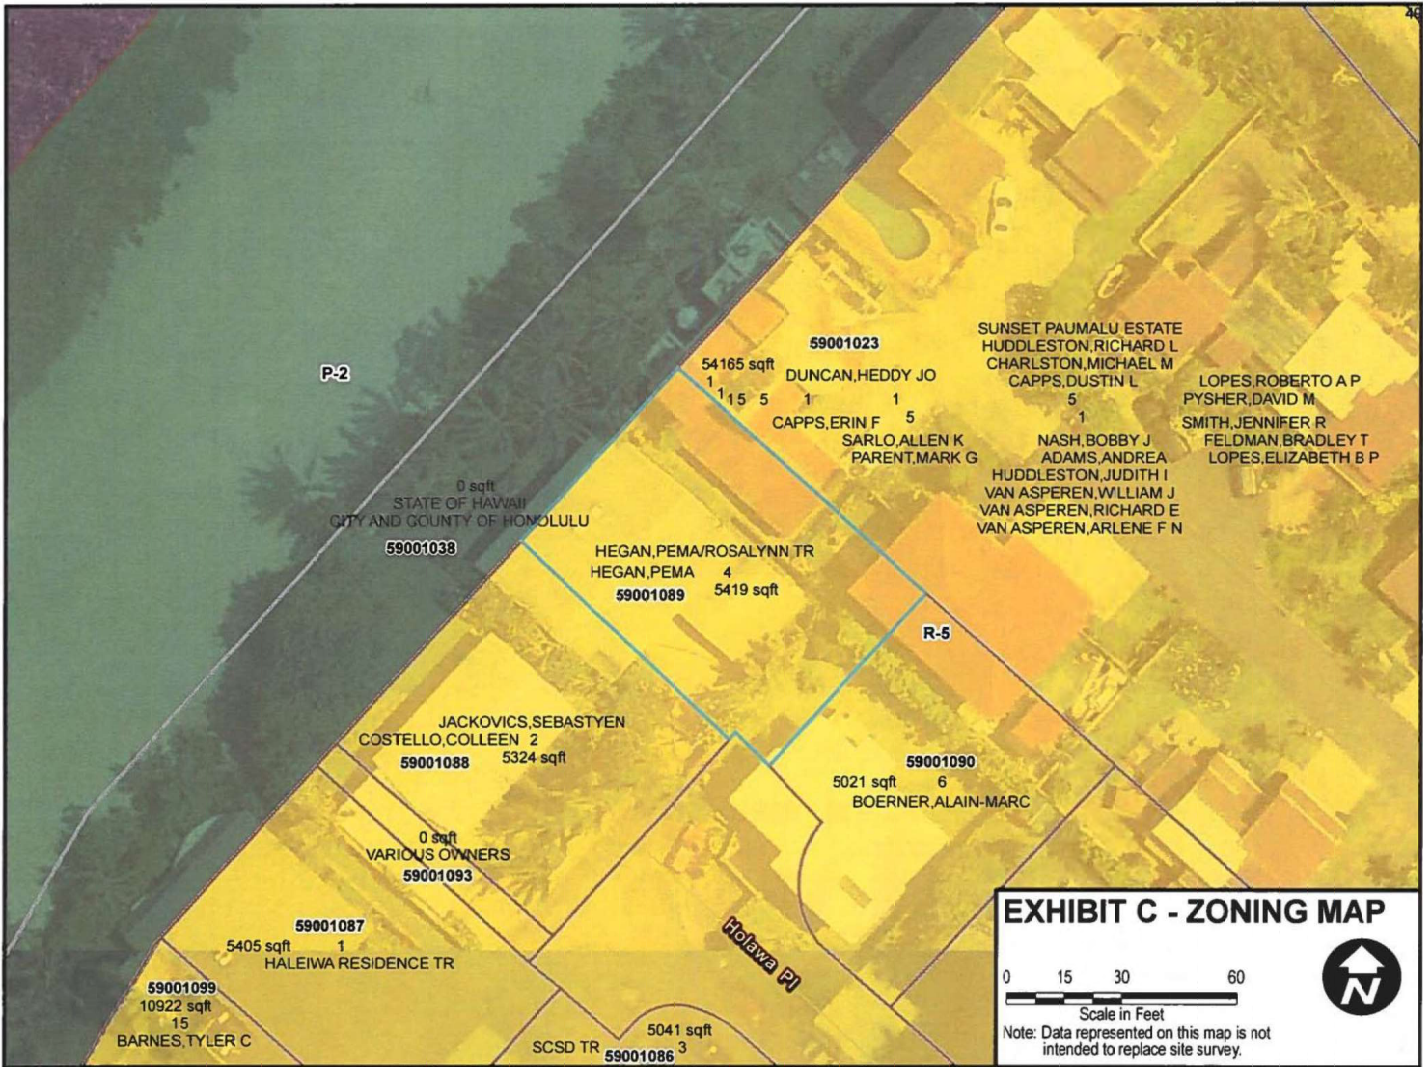 P-2
59001023
54165 sqft
DUNCAN,HEDDY JO
1
1 1 5 5 1 1
CAPPS,ERIN F 5
SARLO,ALLEN K
PARENT,MARK G
SUNSET PAUMALU ESTATE
HUDDLESTON,RICHARD L
CHARLSTON,MICHAEL M
CAPPS,DUSTIN L
5
1
NASH,BOBBY J
ADAMS,ANDREA
HUDDLESTON,JUDITH I
VAN ASPEREN,WILLIAM J
VAN ASPEREN,RICHARD E
VAN ASPEREN,ARLENE F N
LOPES,ROBERTO A P
PYSHER,DAVID M
SMITH,JENNIFER R
FELDMAN,BRADLEY T
LOPES,ELIZABETH B P
0 sqft
STATE OF HAWAII
CITY AND COUNTY OF HONOLULU
59001038
HEGAN,PEMA/ROSALYNN TR
HEGAN,PEMA 4
59001089 5419 sqft
R-5
JACKOVICS,SEBASTYEN
COSTELLO,COLLEEN 2
59001088 5324 sqft
59001090
5021 sqft 6
BOERNER,ALAIN-MARC
0 sqft
VARIOUS OWNERS
59001093
59001087
5405 sqft 1
HALEIWA RESIDENCE TR
Holawa Pl
59001099
10922 sqft
15
BARNES,TYLER C
5041 sqft
SCSD TR 59001086 3
EXHIBIT C - ZONING MAP
0 15 30 60
Scale in Feet
N
Note: Data represented on this map is not
intended to replace site survey.